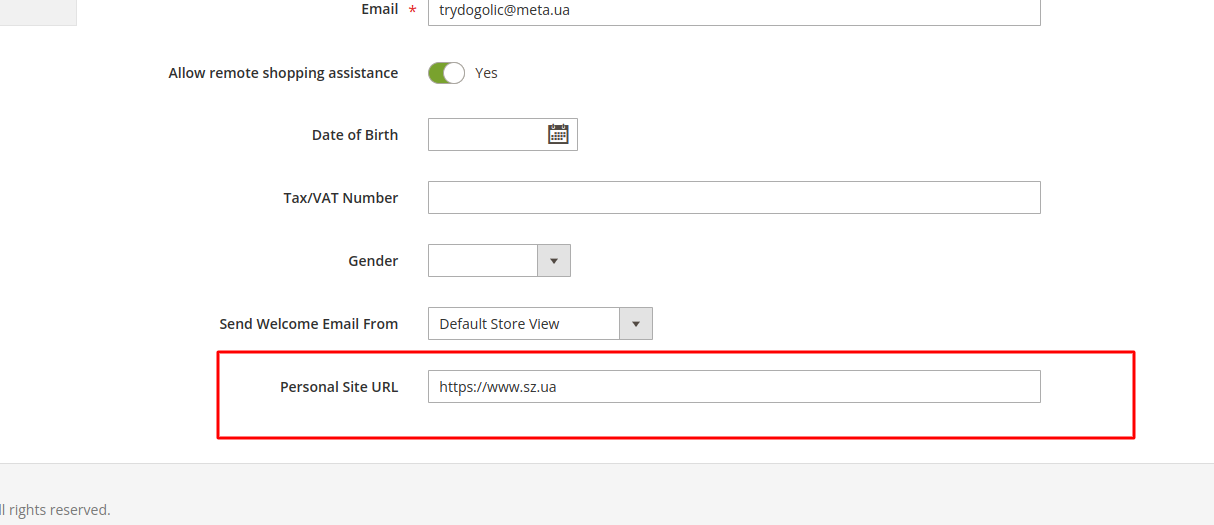 Email * trydogolic@meta.ua
Allow remote shopping assistance Yes
Date of Birth
Tax/VAT Number
Gender
Send Welcome Email From Default Store View
Personal Site URL https://www.sz.ua
ll rights reserved.